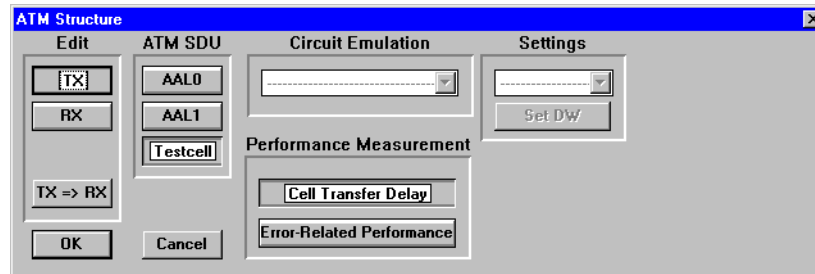 ATM Structure
Edit ATM SDU Circuit Emulation Settings
TX AAL0 -------------------------------- ----------------
RX AAL1 Set DW
Testcell Performance Measurement
TX => RX Cell Transfer Delay
OK Cancel Error-Related Performance